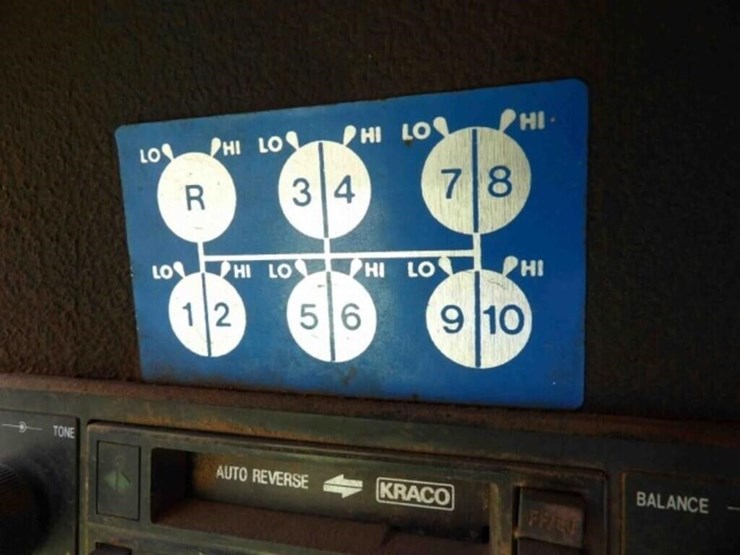 LO HI LO HI LO HI
R 3 4 7 8
LO HI LO HI LO HI
1 2 5 6 9 10
TONE
AUTO REVERSE KRACO
BALANCE